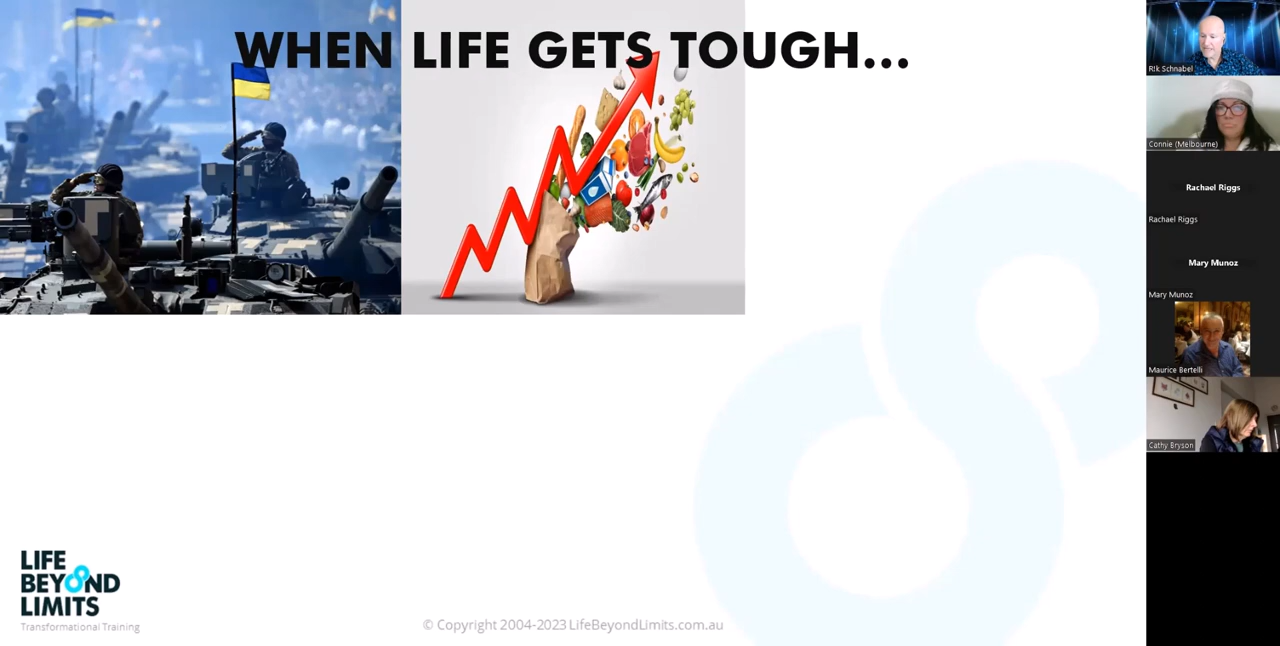 WHEN LIFE GETS TOUGH...
LIFE
BEYOND
LIMITS
Transformational Training
© Copyright 2004-2023 LifeBeyondLimits.com.au
R!k Schnabel
Connie (Melbourne)
Rachael Riggs
Rachael Riggs
Mary Munoz
Mary Munoz
Maurice Bertelli
Cathy Bryson